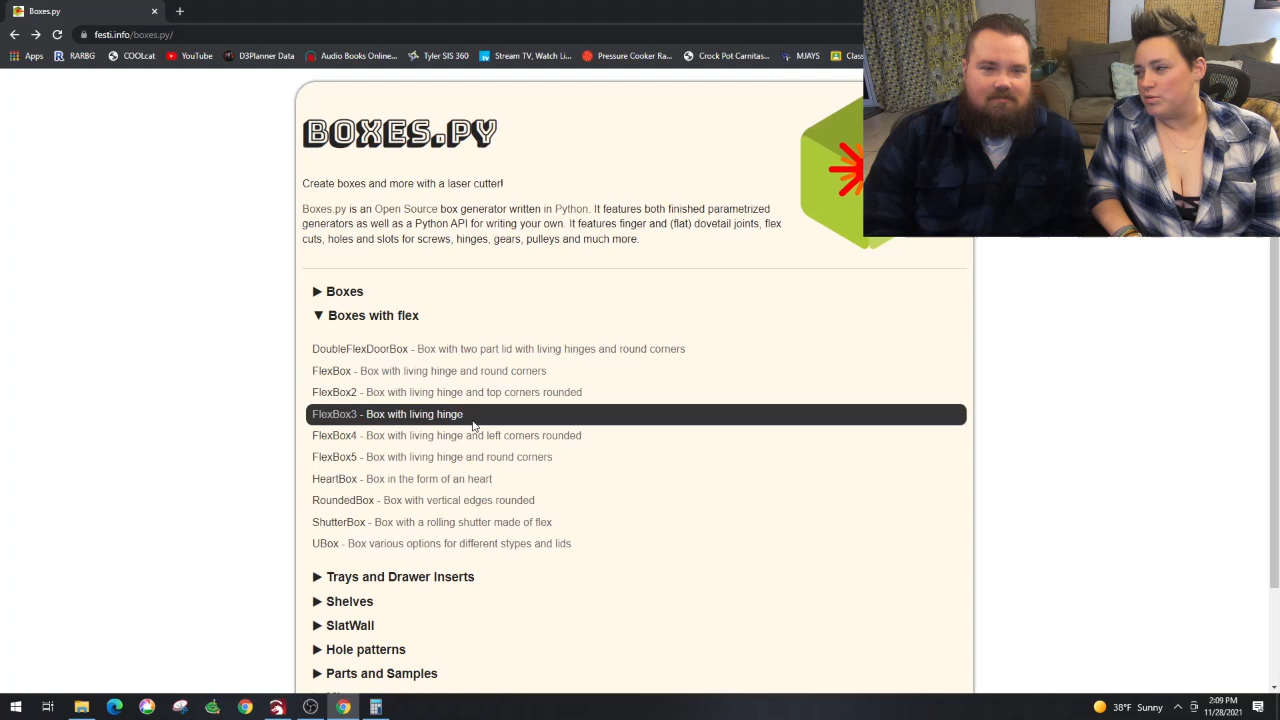 Boxes.py
festi.info/boxes.py/
Apps RARBG COOLcat YouTube D3Planner Data Audio Books Online... Tyler SIS 360 Stream TV, Watch Li... Pressure Cooker Ra... Crock Pot Carnitas... MJAYS Class
BOXES.PY
Create boxes and more with a laser cutter!
Boxes.py is an Open Source box generator written in Python. It features both finished parametrized
generators as well as a Python API for writing your own. It features finger and (flat) dovetail joints, flex
cuts, holes and slots for screws, hinges, gears, pulleys and much more.
▶ Boxes
▼ Boxes with flex
DoubleFlexDoorBox - Box with two part lid with living hinges and round corners
FlexBox - Box with living hinge and round corners
FlexBox2 - Box with living hinge and top corners rounded
FlexBox3 - Box with living hinge
FlexBox4 - Box with living hinge and left corners rounded
FlexBox5 - Box with living hinge and round corners
HeartBox - Box in the form of an heart
RoundedBox - Box with vertical edges rounded
ShutterBox - Box with a rolling shutter made of flex
UBox - Box various options for different stypes and lids
▶ Trays and Drawer Inserts
▶ Shelves
▶ SlatWall
▶ Hole patterns
▶ Parts and Samples
38°F Sunny
2:09 PM
11/28/2021